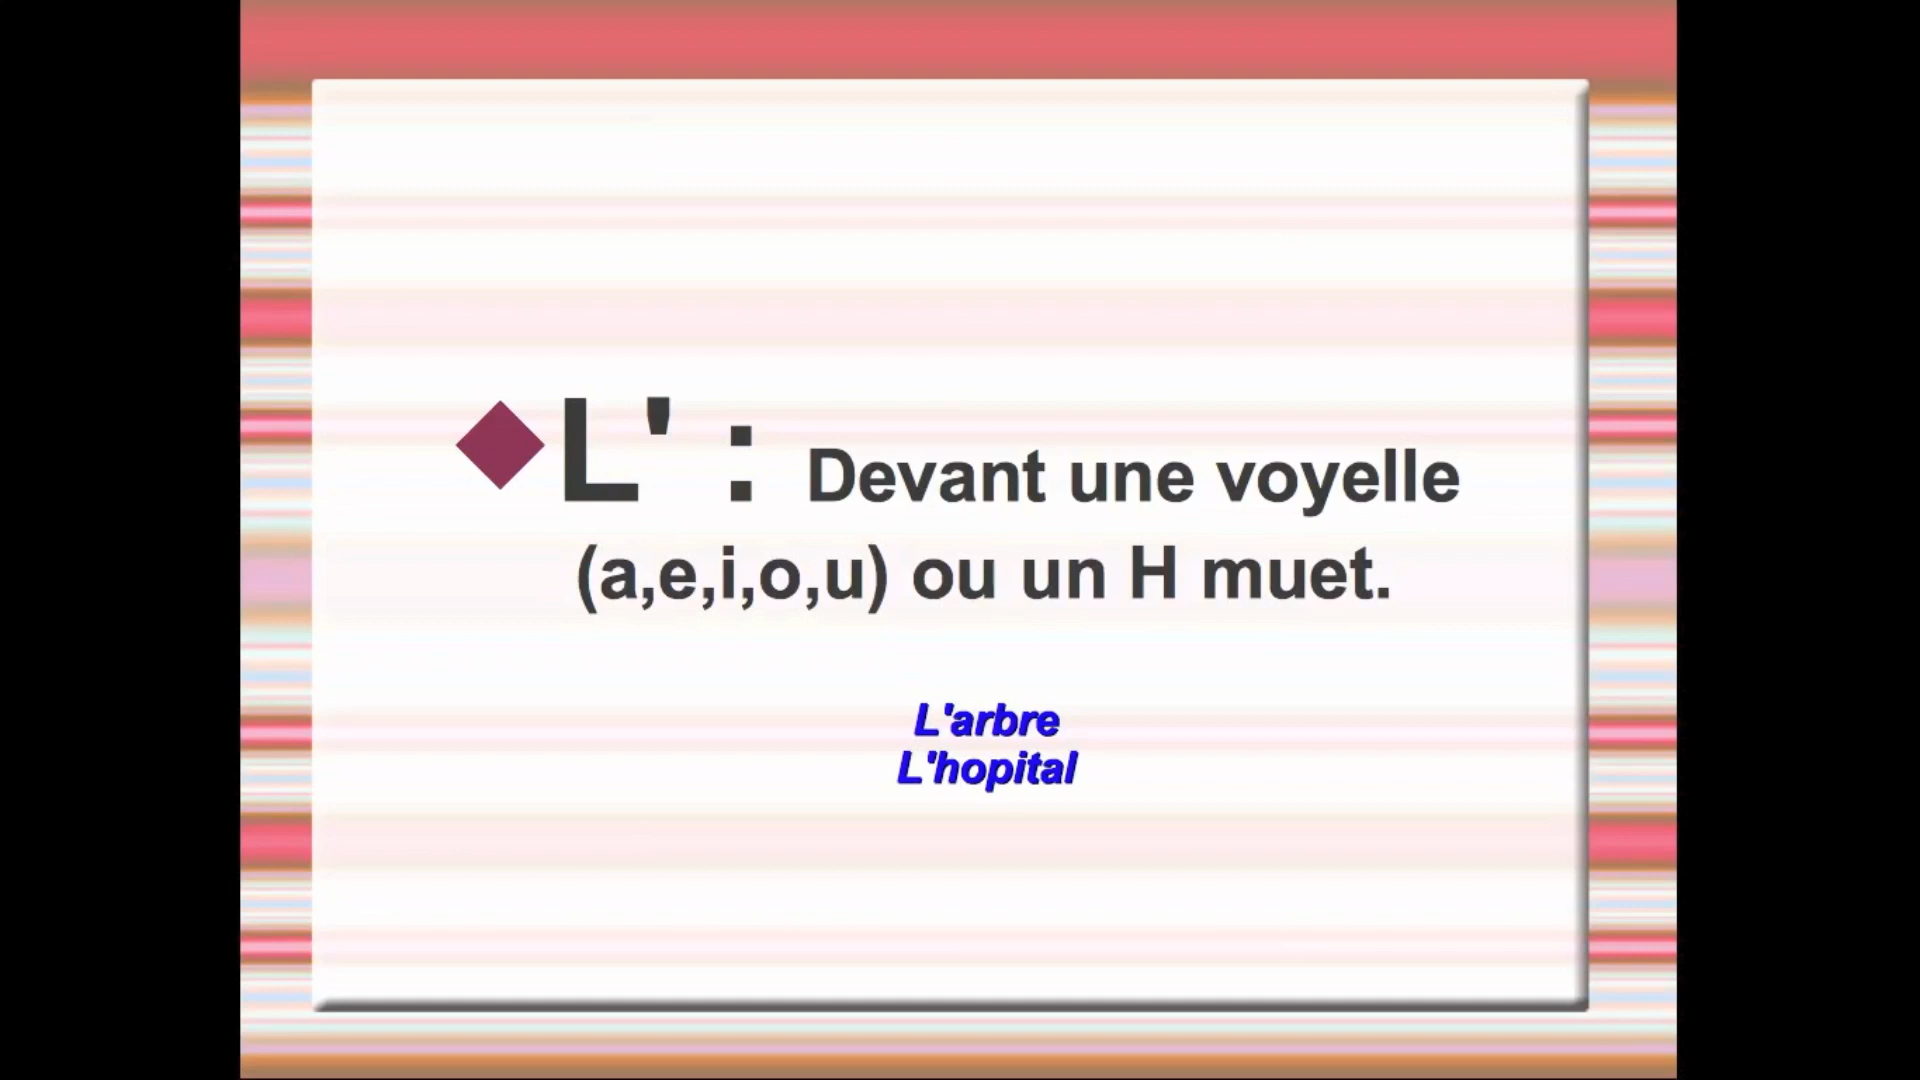 L' : Devant une voyelle
(a,e,i,o,u) ou un H muet.
L'arbre
L'hopital